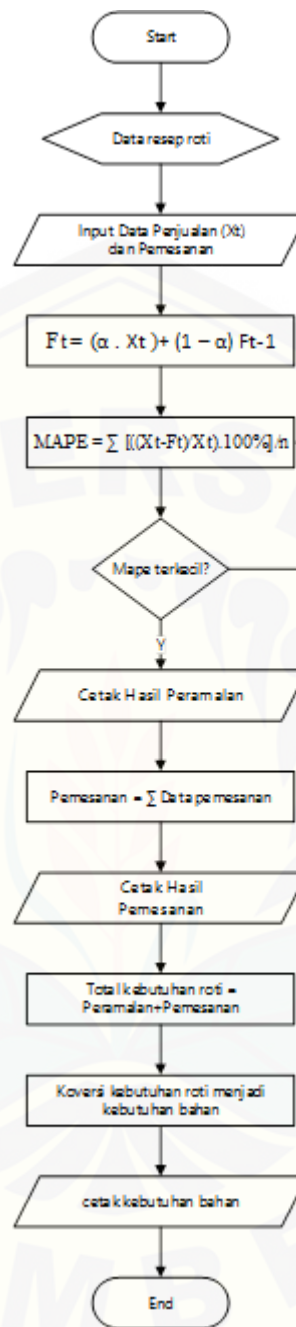 Start
Data resep roti
Input Data Penjualan (Xt)
dan Pemesanan
Ft = (α . Xt )+ (1 – α) Ft-1
MAPE = ∑ [((Xt-Ft)/Xt).100%]/n
Mape terkecil?
Y
Cetak Hasil Peramalan
Pemesanan = ∑ Data pemesanan
Cetak Hasil
Pemesanan
Total kebutuhan roti =
Peramalan+Pemesanan
Koversi kebutuhan roti menjadi
kebutuhan bahan
cetak kebutuhan bahan
End